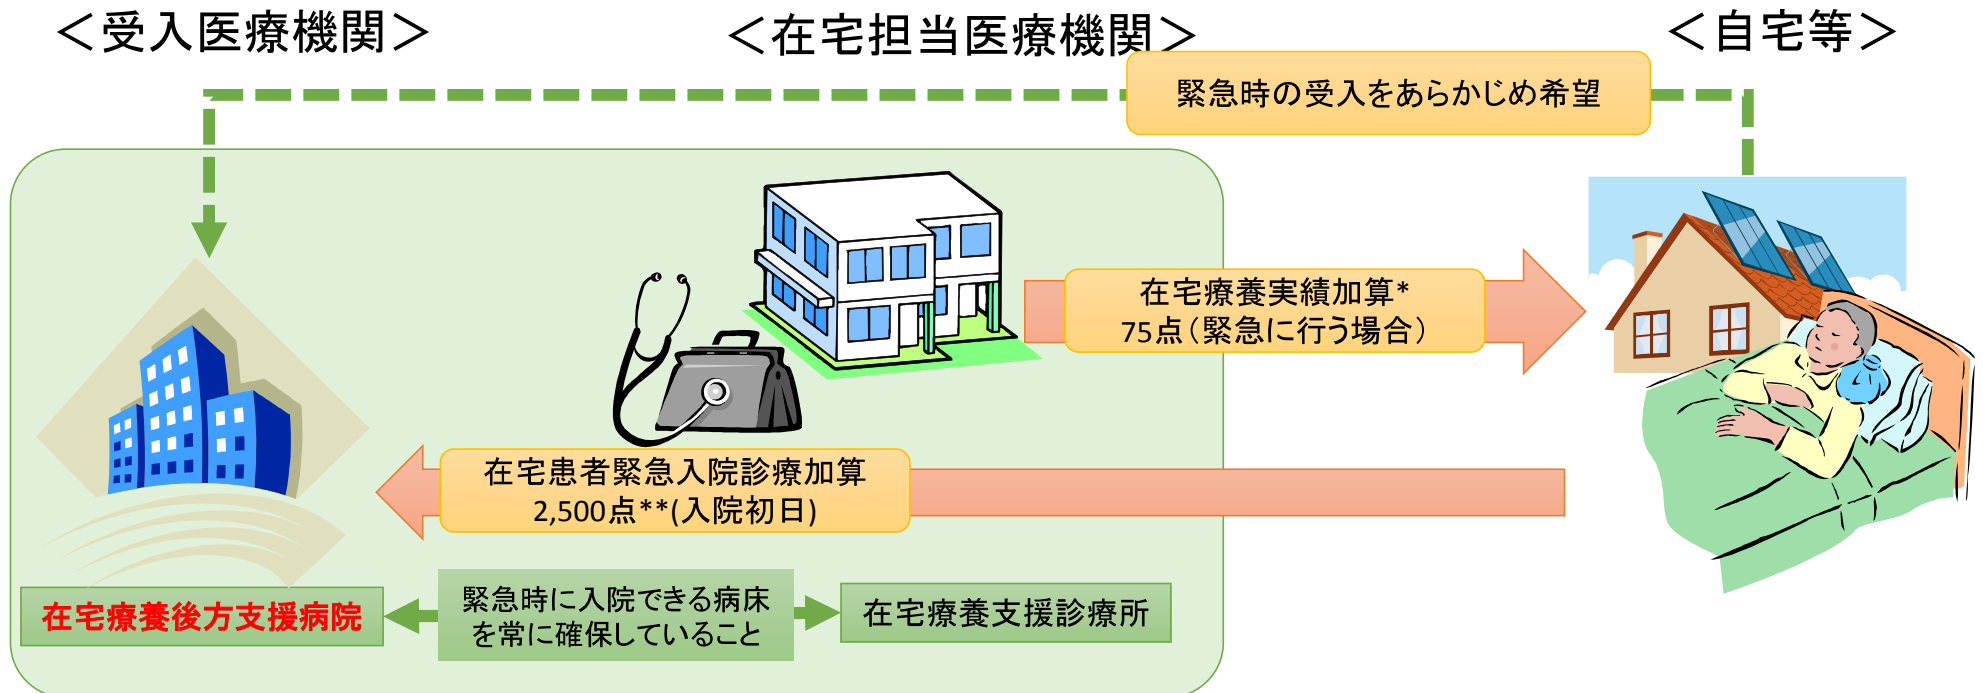 ＜受入医療機関＞
＜在宅担当医療機関＞
＜自宅等＞
緊急時の受入をあらかじめ希望
在宅療養実績加算*
75点（緊急に行う場合）
在宅患者緊急入院診療加算
2,500点**(入院初日)
在宅療養後方支援病院
緊急時に入院できる病床
を常に確保していること
在宅療養支援診療所